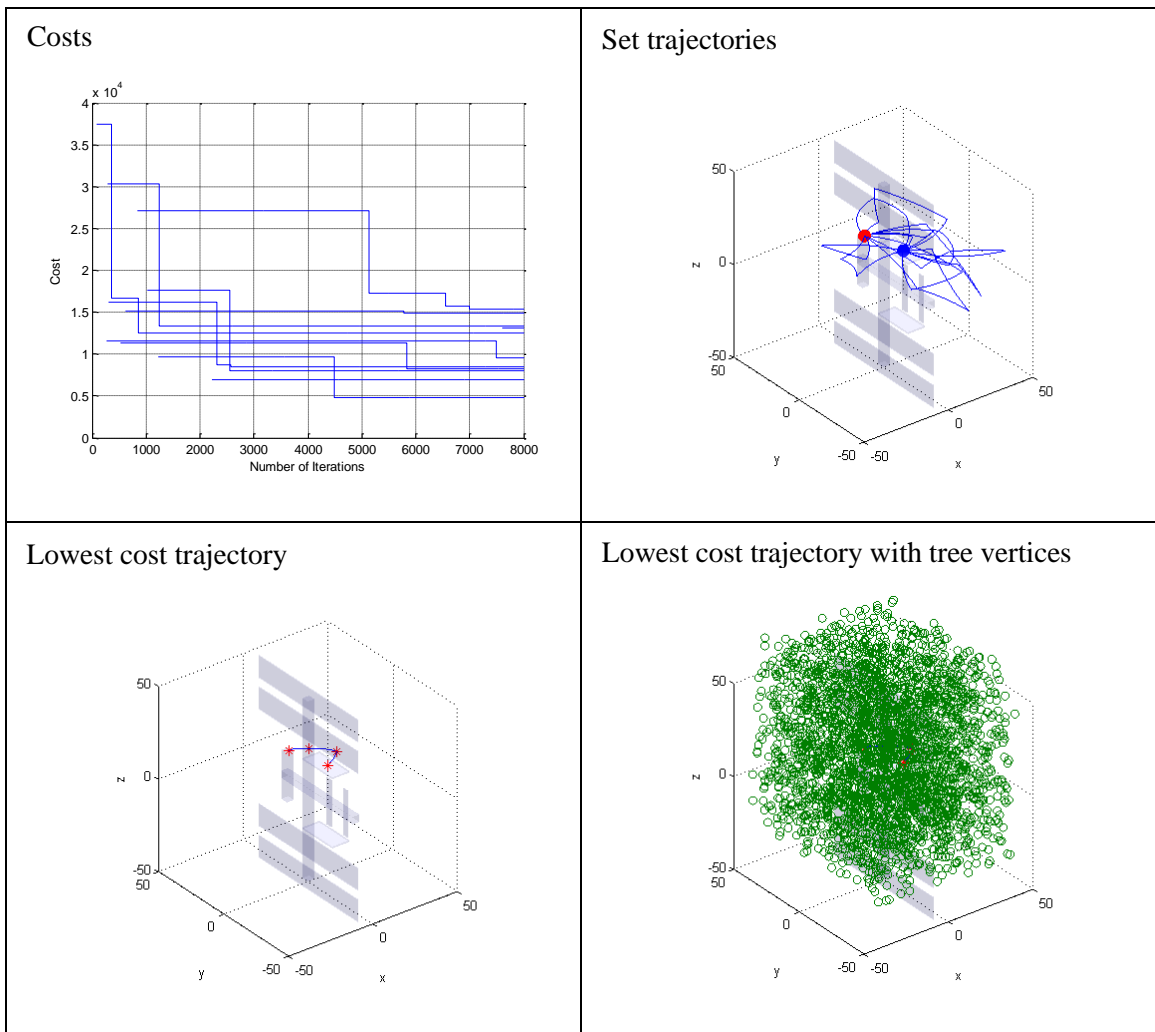 Costs
x 10^4
4
3.5
3
2.5
2
1.5
1
0.5
0
Cost
0 1000 2000 3000 4000 5000 6000 7000 8000
Number of Iterations
Set trajectories
50
0
-50
z
50
0
-50
y
-50
0
50
x
Lowest cost trajectory
50
0
-50
z
50
0
-50
y
-50
0
50
x
Lowest cost trajectory with tree vertices
50
0
-50
z
50
0
-50
y
-50
0
50
x